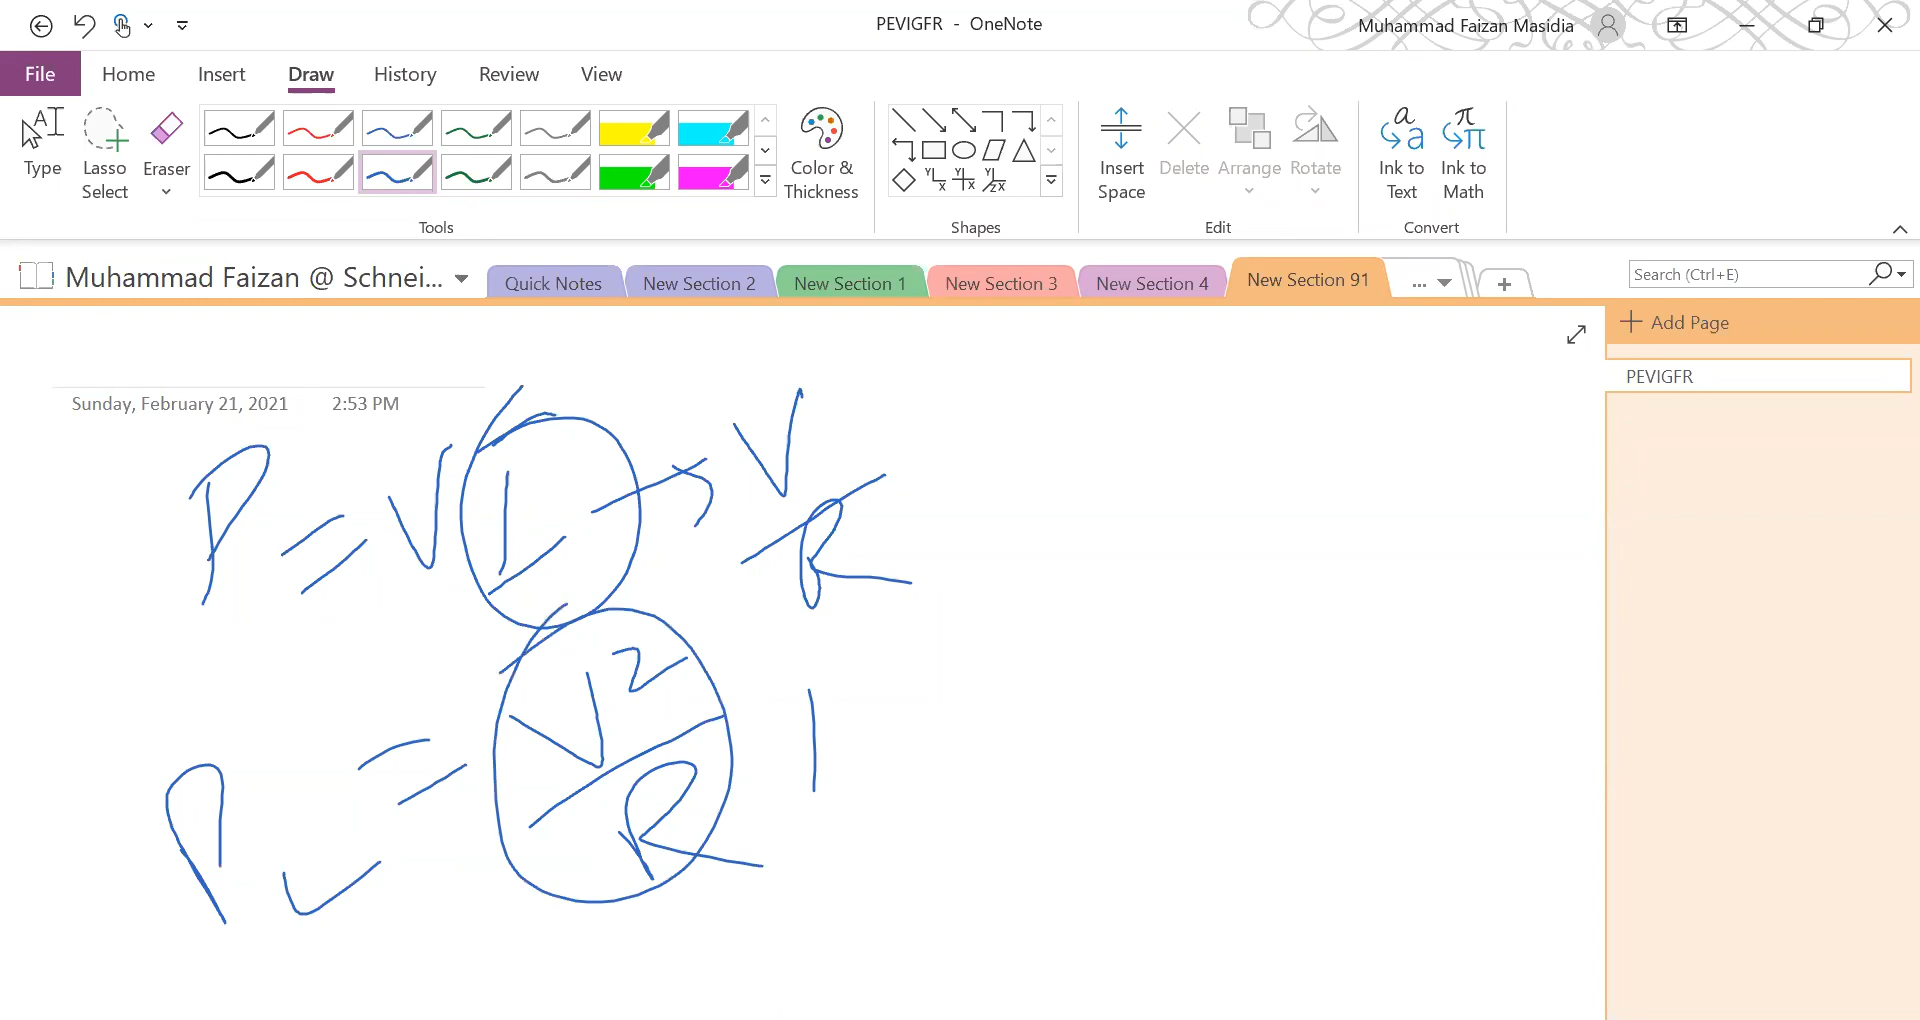 PEVIGFR - OneNote
Muhammad Faizan Masidia
File Home Insert Draw History Review View
Type
Lasso Select
Eraser
Color & Thickness
Insert Space
Delete
Arrange
Rotate
Ink to Text
Ink to Math
Tools
Shapes
Edit
Convert
Muhammad Faizan @ Schnei...
Quick Notes
New Section 2
New Section 1
New Section 3
New Section 4
New Section 91
...
Search (Ctrl+E)
Add Page
PEVIGFR
Sunday, February 21, 2021 2:53 PM
P = V I → V / R
P = V² / R